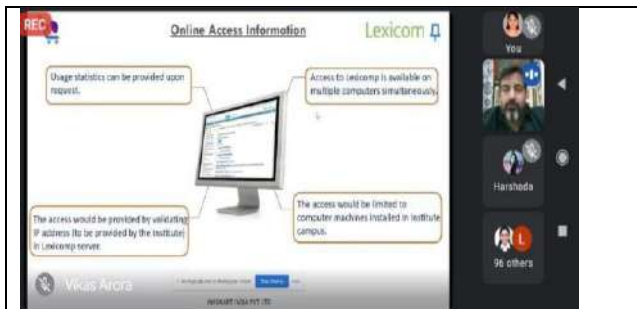 REC
Online Access Information
Lexicom
Usage statistics can be provided upon
request.
Access to Lexicomp is available on
multiple computers simultaneously.
The access would be provided by validating
IP address (to be provided by the Institute)
in Lexicomp server.
The access would be limited to
computer machines installed in Institute
campus.
Vikas Arora
You
Harshada
L
96 others